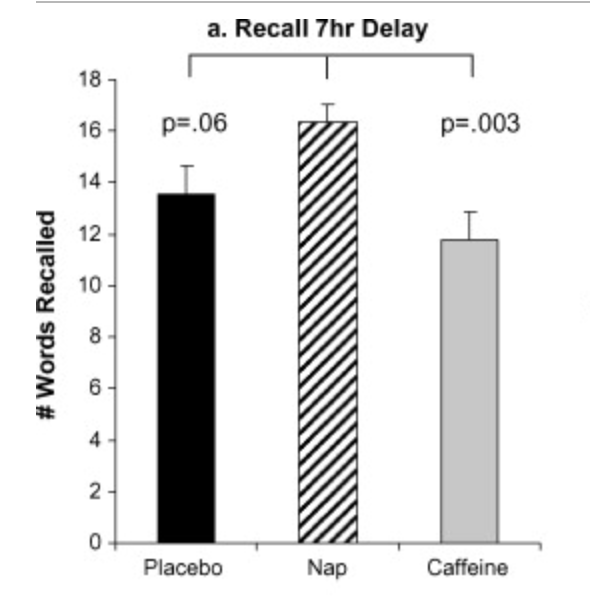 a. Recall 7hr Delay
18
p=.06
p=.003
16
14
12
10
8
6
4
2
0
# Words Recalled
Placebo
Nap
Caffeine